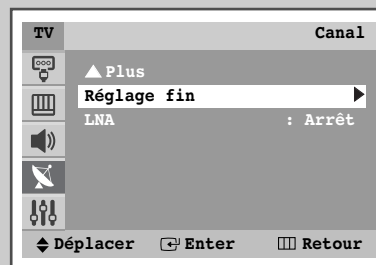 TV Canal
▲ Plus
Réglage fin ▶
LNA : Arrêt
Déplacer Enter Retour